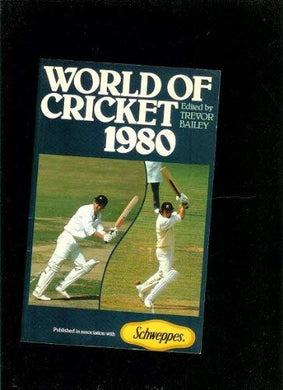 WORLD OF
CRICKET
Edited by
TREVOR
BAILEY
1980
Published in association with
Schweppes.